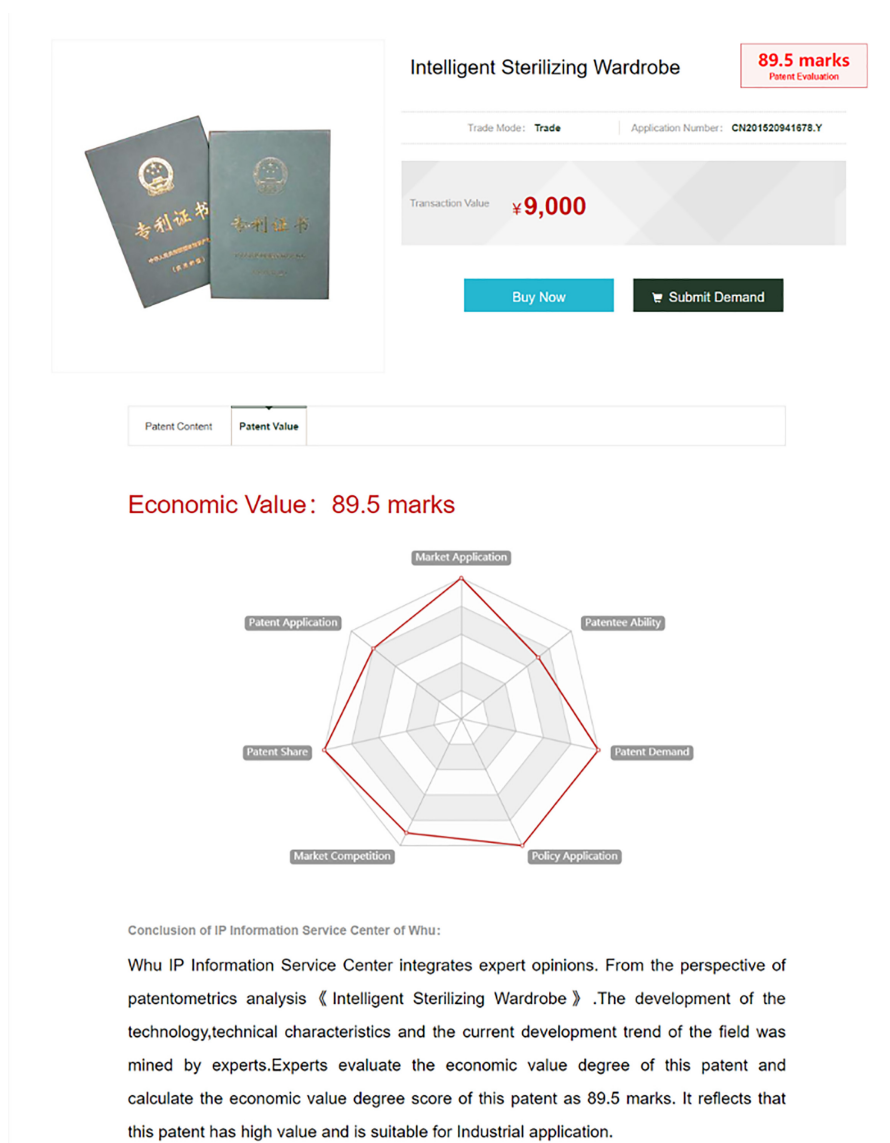 Intelligent Sterilizing Wardrobe
89.5 marks
Patent Evaluation
Trade Mode: Trade
Application Number: CN201520941678.Y
Transaction Value ¥9,000
Buy Now
Submit Demand
专利证书
专利证书
Patent Content
Patent Value
Economic Value: 89.5 marks
Market Application
Patent Application
Patentee Ability
Patent Share
Patent Demand
Market Competition
Policy Application
Conclusion of IP Information Service Center of Whu:
Whu IP Information Service Center integrates expert opinions. From the perspective of
patentometrics analysis 《 Intelligent Sterilizing Wardrobe 》 .The development of the
technology,technical characteristics and the current development trend of the field was
mined by experts.Experts evaluate the economic value degree of this patent and
calculate the economic value degree score of this patent as 89.5 marks. It reflects that
this patent has high value and is suitable for Industrial application.